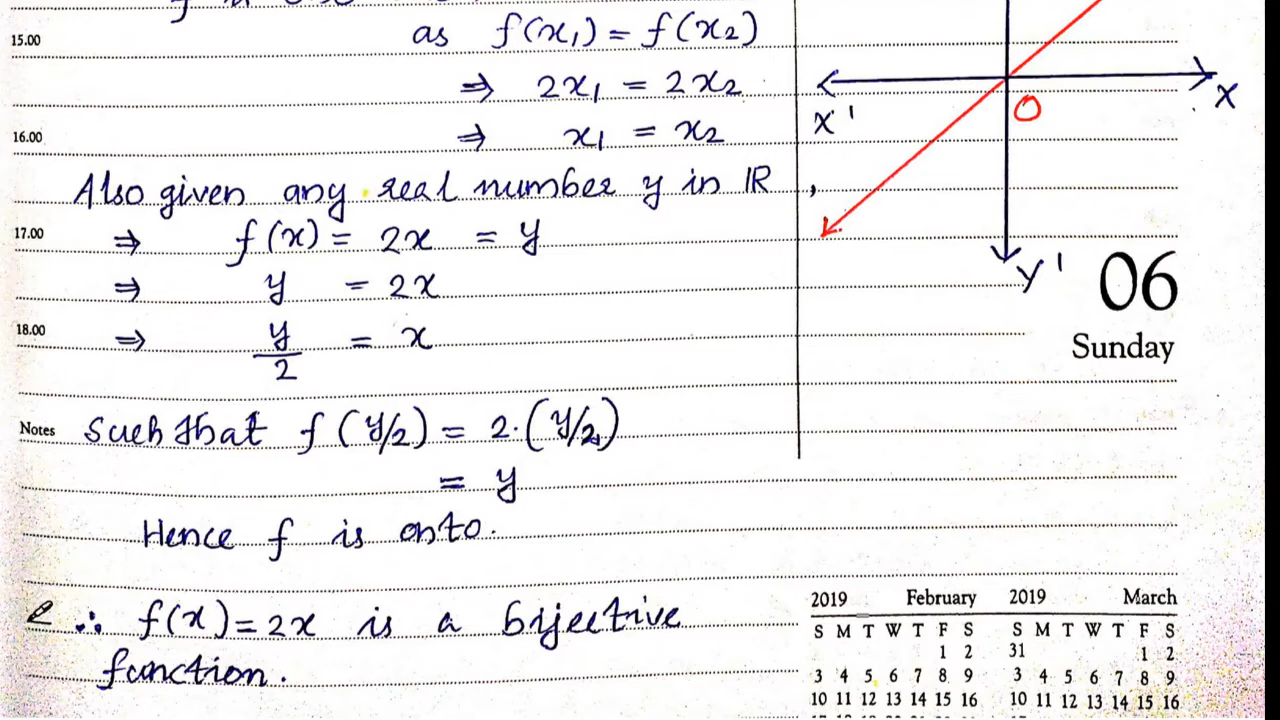 15.00
as f(x₁) = f(x₂)
⇒ 2x₁ = 2x₂
16.00
⇒ x₁ = x₂
Also given any real number y in ℝ,
17.00
⇒ f(x) = 2x = y
⇒ y = 2x
18.00
⇒ y/2 = x
Notes
Such that f(y/2) = 2·(y/2)
= y
Hence f is onto.
∴ f(x)=2x is a bijective
function.
X'
O
X
Y'
06
Sunday
2019 February
S M T W T F S
1 2
3 4 5 6 7 8 9
10 11 12 13 14 15 16
2019 March
S M T W T F S
31 1 2
3 4 5 6 7 8 9
10 11 12 13 14 15 16